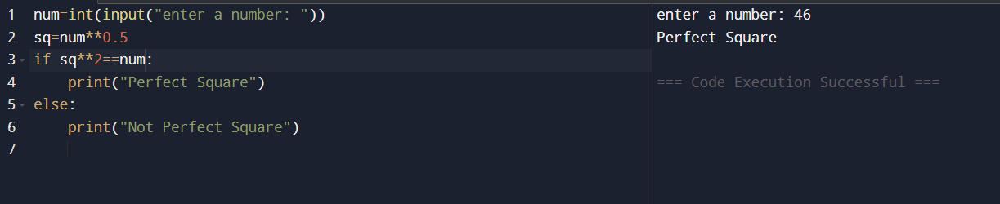 1 num=int(input("enter a number: "))
2 sq=num**0.5
3 if sq**2==num:
4     print("Perfect Square")
5 else:
6     print("Not Perfect Square")
7
enter a number: 46
Perfect Square
=== Code Execution Successful ===